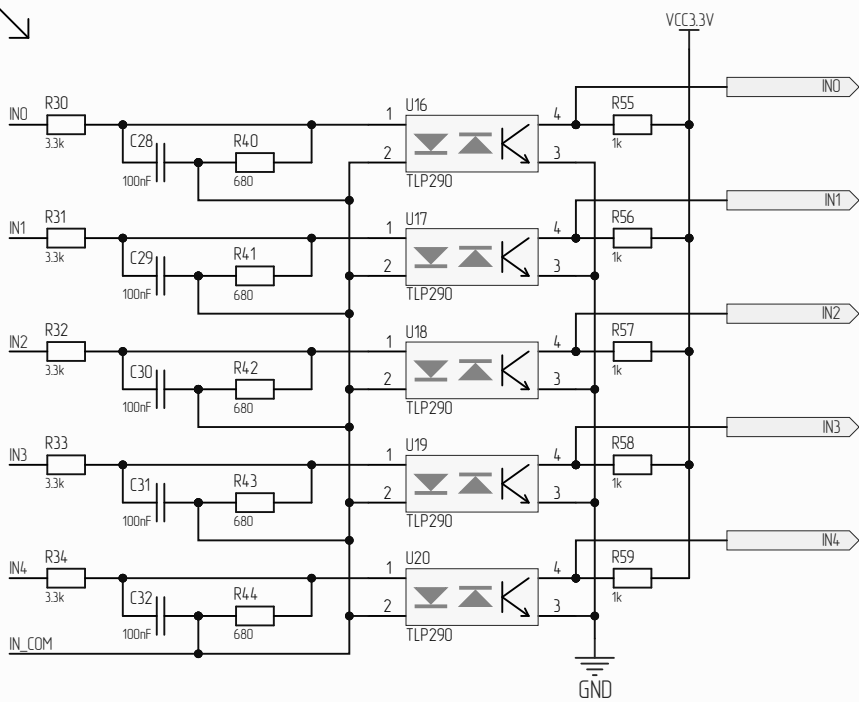 VCC3.3V
IN0
R30
3.3k
C28
100nF
R40
680
1
2
U16
TLP290
4
3
R55
1k
IN0
IN1
R31
3.3k
C29
100nF
R41
680
1
2
U17
TLP290
4
3
R56
1k
IN1
IN2
R32
3.3k
C30
100nF
R42
680
1
2
U18
TLP290
4
3
R57
1k
IN2
IN3
R33
3.3k
C31
100nF
R43
680
1
2
U19
TLP290
4
3
R58
1k
IN3
IN4
R34
3.3k
C32
100nF
R44
680
1
2
U20
TLP290
4
3
R59
1k
IN4
IN_COM
GND